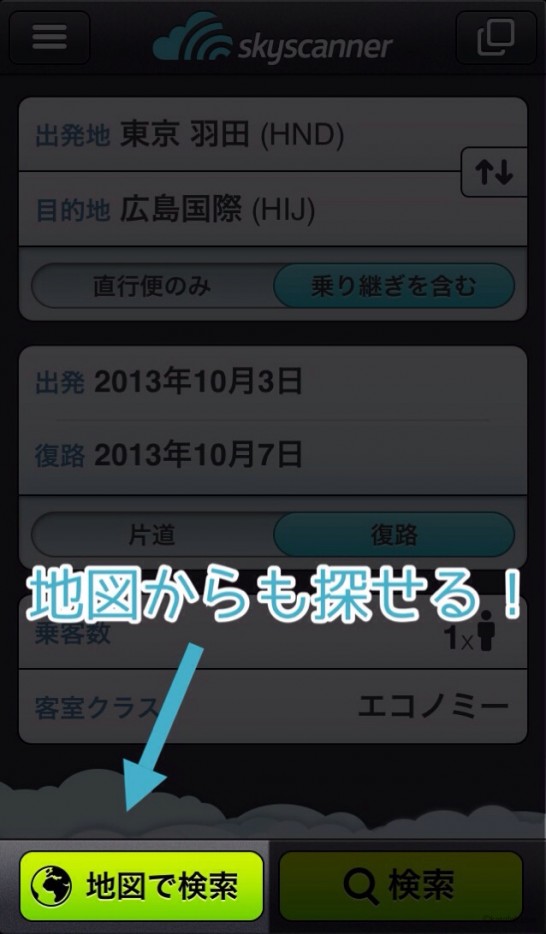 skyscanner
出発地 東京 羽田 (HND)
目的地 広島国際 (HIJ)
直行便のみ 乗り継ぎを含む
出発 2013年10月3日
復路 2013年10月7日
片道 復路
地図からも探せる！
乗客数 1x
客室クラス エコノミー
地図で検索 検索